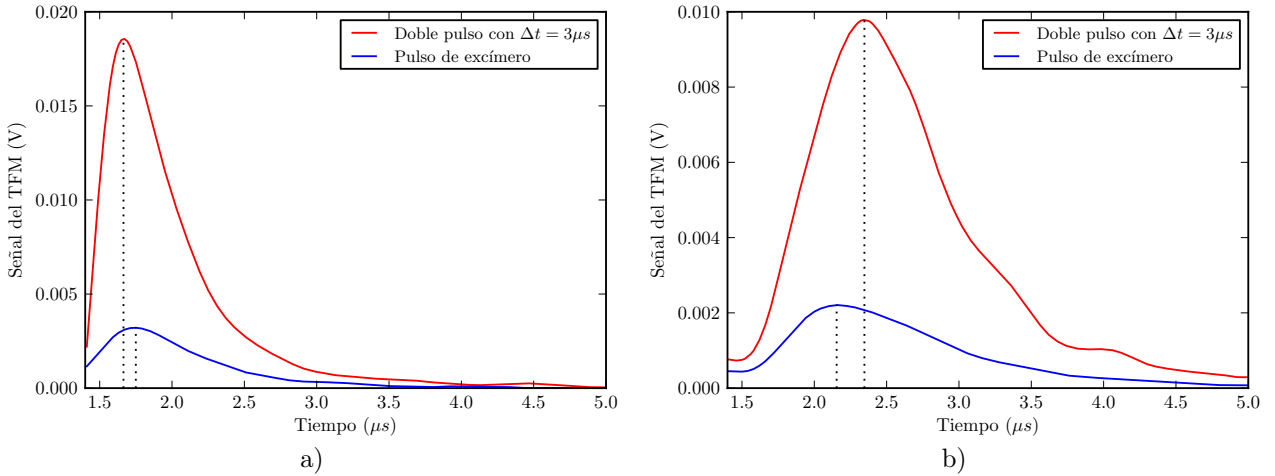 Doble pulso con Δt = 3μs
Pulso de excímero
Señal del TFM (V)
0.020
0.015
0.010
0.005
0.000
1.5 2.0 2.5 3.0 3.5 4.0 4.5 5.0
Tiempo (μs)
a)
Doble pulso con Δt = 3μs
Pulso de excímero
Señal del TFM (V)
0.010
0.008
0.006
0.004
0.002
0.000
1.5 2.0 2.5 3.0 3.5 4.0 4.5 5.0
Tiempo (μs)
b)